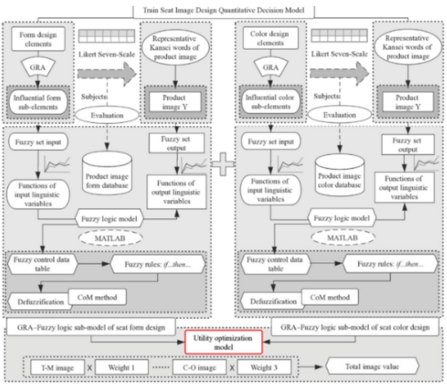 Train Seat Image Design Quantitative Decision Model
Form design
elements
GRA
Influential form
sub-elements
Likert Seven-Scale
Subjects
Evaluation
Representative
Kansei words of
product image
Product
image Y
Fuzzy set input
Functions of
input linguistic
variables
Product image
form database
Fuzzy set
output
Functions of
output linguistic
variables
Fuzzy logic model
MATLAB
Fuzzy control data
table
Fuzzy rules: if...then...
Defuzzification
CoM method
GRA–Fuzzy logic sub-model of seat form design
Color design
elements
GRA
Influential color
sub-elements
Likert Seven-Scale
Subjects
Evaluation
Representative
Kansei words of
product image
Product
image Y
Fuzzy set input
Functions of
input linguistic
variables
Product image
color database
Fuzzy set
output
Functions of
output linguistic
variables
Fuzzy logic model
MATLAB
Fuzzy control data
table
Fuzzy rules: if...then...
Defuzzification
CoM method
GRA–Fuzzy logic sub-model of seat color design
Utility optimization
model
T-M image X Weight 1 ...... C-O image X Weight 3
Total image value